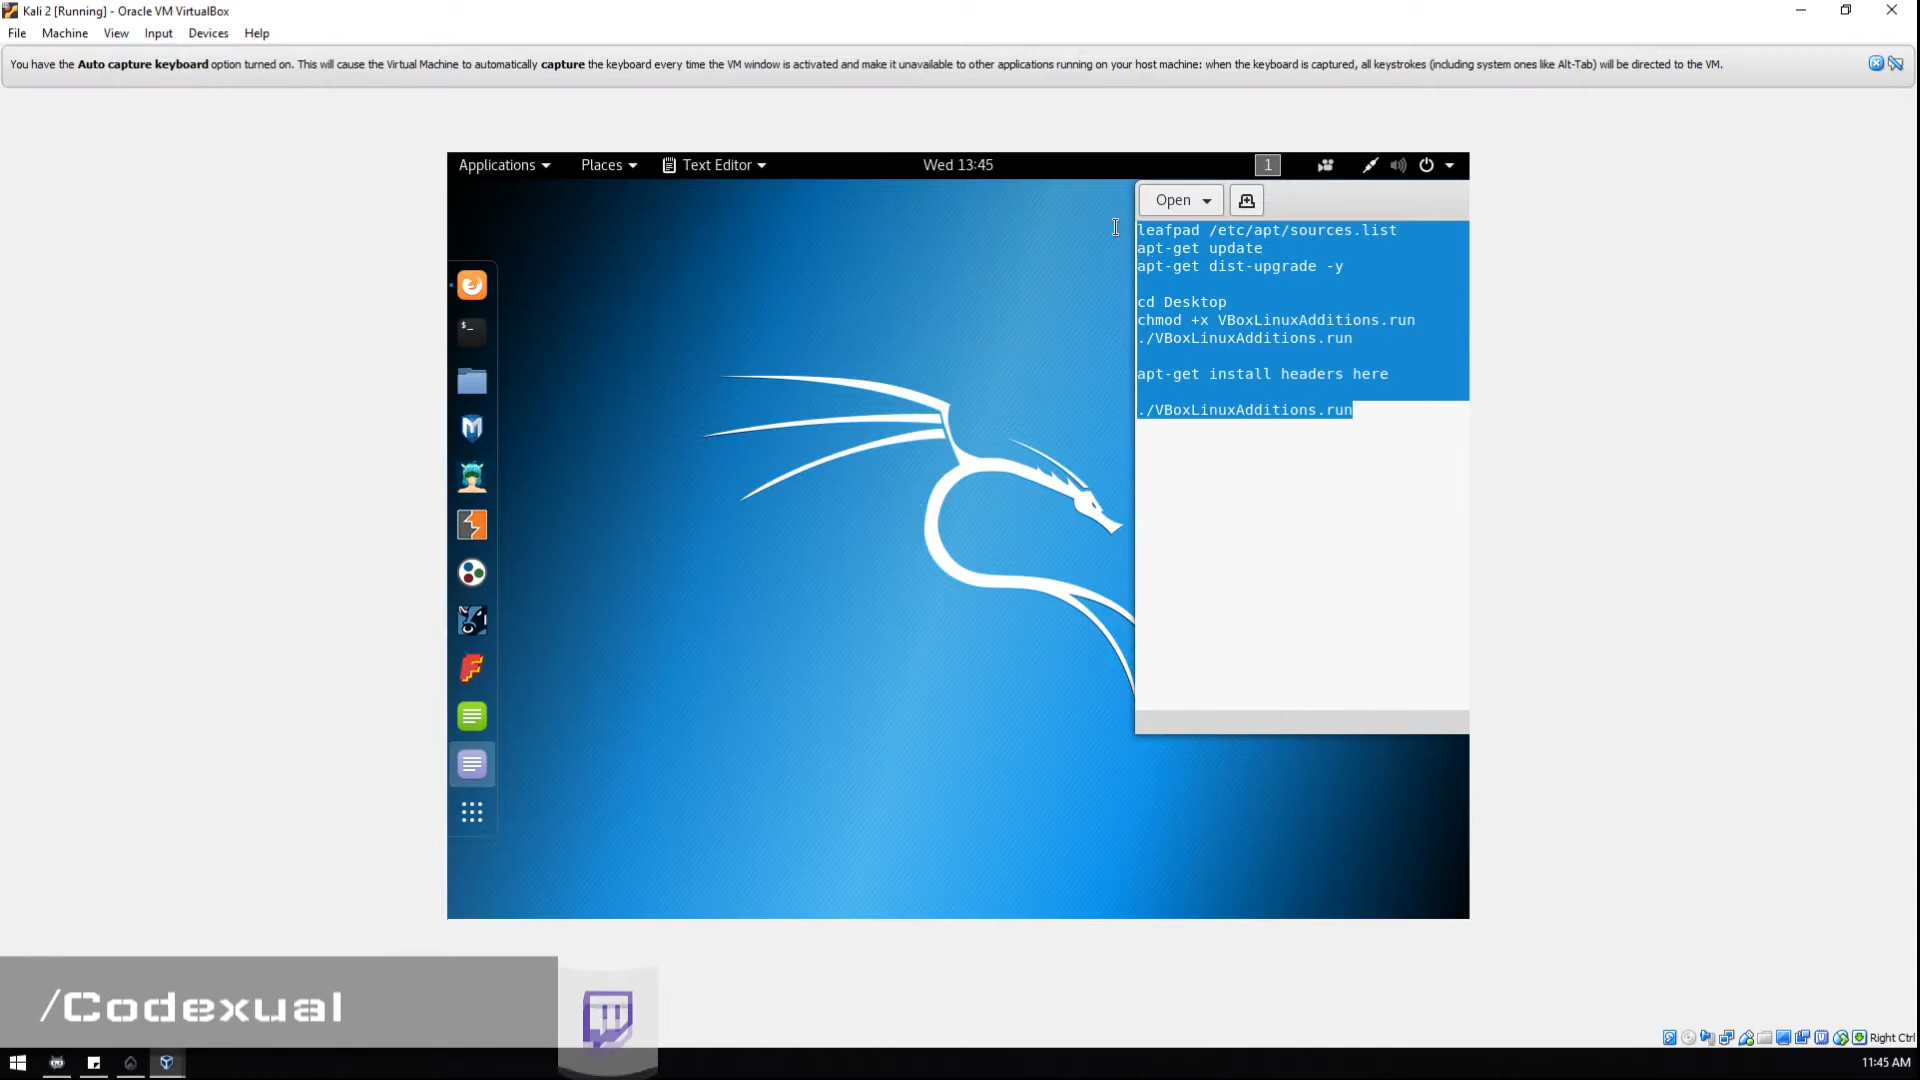 Kali 2 [Running] - Oracle VM VirtualBox
File Machine View Input Devices Help
You have the Auto capture keyboard option turned on. This will cause the Virtual Machine to automatically capture the keyboard every time the VM window is activated and make it unavailable to other applications running on your host machine: when the keyboard is captured, all keystrokes (including system ones like Alt-Tab) will be directed to the VM.
Applications Places Text Editor Wed 13:45 1
Open
leafpad /etc/apt/sources.list
apt-get update
apt-get dist-upgrade -y
cd Desktop
chmod +x VBoxLinuxAdditions.run
./VBoxLinuxAdditions.run
apt-get install headers here
./VBoxLinuxAdditions.run
/Codexual
Right Ctrl
11:45 AM